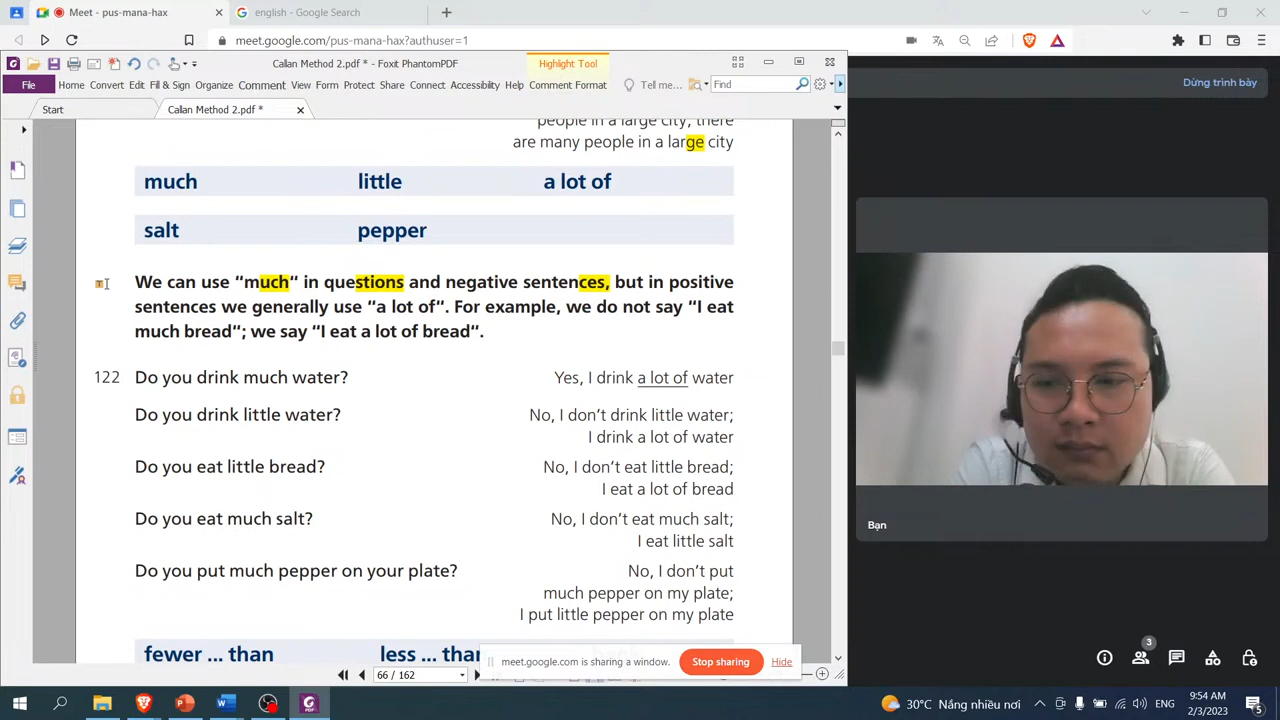 Meet - pus-mana-hax
english - Google Search
meet.google.com/pus-mana-hax?authuser=1
Callan Method 2.pdf * - Foxit PhantomPDF
Highlight Tool
File
Home
Convert
Edit
Fill & Sign
Organize
Comment
View
Form
Protect
Share
Connect
Accessibility
Help
Comment Format
Tell me...
Find
Dừng trình bày
Start
Callan Method 2.pdf *
people in a large city; there
are many people in a large city
much little a lot of
salt pepper
We can use “much“ in questions and negative sentences, but in positive
sentences we generally use “a lot of“. For example, we do not say “I eat
much bread“; we say “I eat a lot of bread“.
122 Do you drink much water? Yes, I drink a lot of water
Do you drink little water? No, I don’t drink little water;
I drink a lot of water
Do you eat little bread? No, I don’t eat little bread;
I eat a lot of bread
Do you eat much salt? No, I don’t eat much salt;
I eat little salt
Do you put much pepper on your plate? No, I don’t put
much pepper on my plate;
I put little pepper on my plate
fewer ... than less ... than
meet.google.com is sharing a window.
Stop sharing
Hide
66 / 162
Bạn
3
30°C Nắng nhiều nơi
ENG
9:54 AM
2/3/2023
5